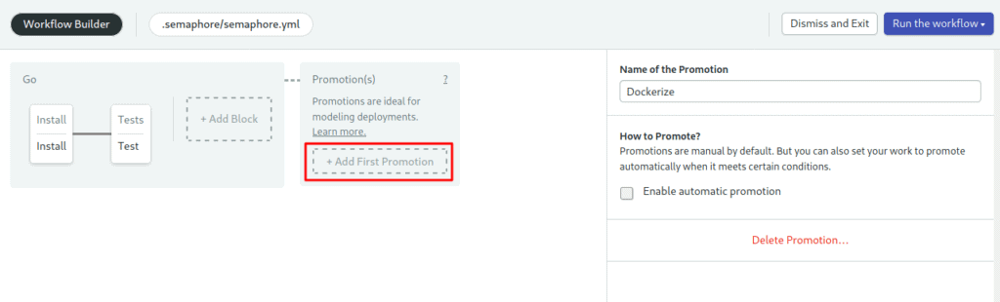 Workflow Builder
.semaphore/semaphore.yml
Dismiss and Exit
Run the workflow
Go
Install
Install
Tests
Test
+ Add Block
Promotion(s)
?
Promotions are ideal for
modeling deployments.
Learn more.
+ Add First Promotion
Name of the Promotion
Dockerize
How to Promote?
Promotions are manual by default. But you can also set your work to promote
automatically when it meets certain conditions.
Enable automatic promotion
Delete Promotion...